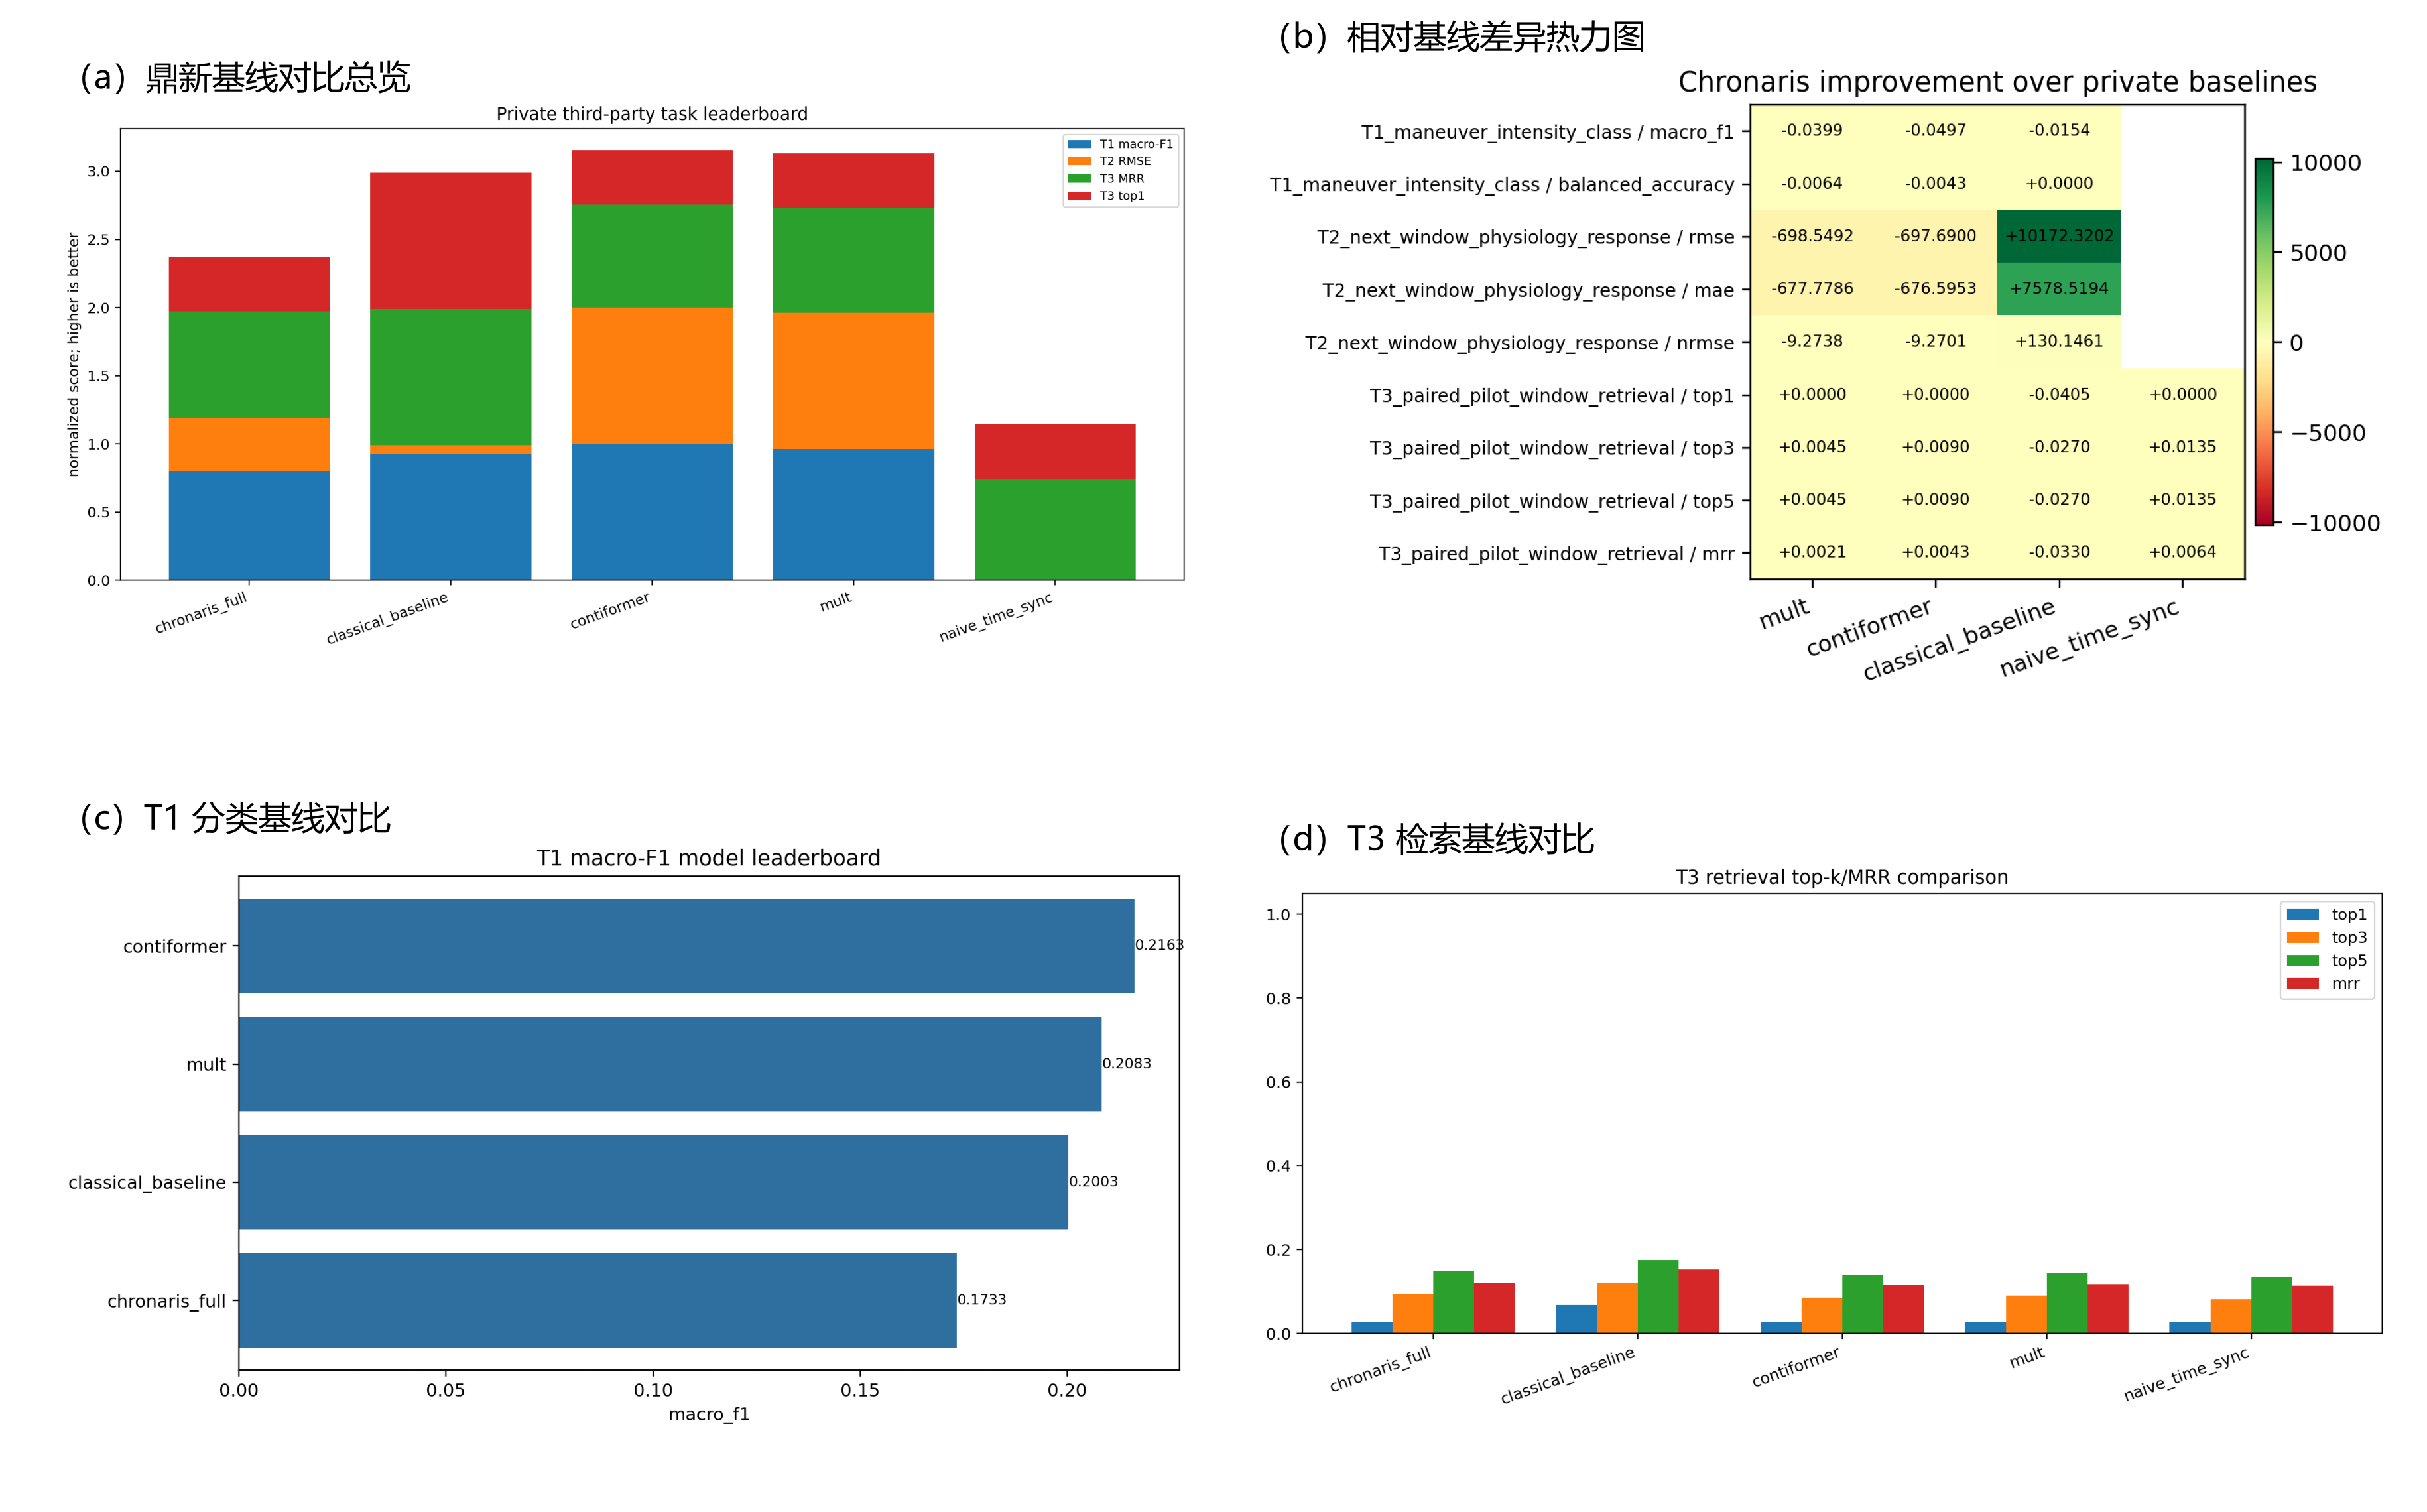 （a）鼎新基线对比总览
Private third-party task leaderboard
normalized score; higher is better
3.0
2.5
2.0
1.5
1.0
0.5
0.0
T1 macro-F1
T2 RMSE
T3 MRR
T3 top1
chronaris_full
classical_baseline
contiformer
mult
naive_time_sync
（b）相对基线差异热力图
Chronaris improvement over private baselines
T1_maneuver_intensity_class / macro_f1 -0.0399 -0.0497 -0.0154
T1_maneuver_intensity_class / balanced_accuracy -0.0064 -0.0043 +0.0000
T2_next_window_physiology_response / rmse -698.5492 -697.6900 +10172.3202
T2_next_window_physiology_response / mae -677.7786 -676.5953 +7578.5194
T2_next_window_physiology_response / nrmse -9.2738 -9.2701 +130.1461
T3_paired_pilot_window_retrieval / top1 +0.0000 +0.0000 -0.0405 +0.0000
T3_paired_pilot_window_retrieval / top3 +0.0045 +0.0090 -0.0270 +0.0135
T3_paired_pilot_window_retrieval / top5 +0.0045 +0.0090 -0.0270 +0.0135
T3_paired_pilot_window_retrieval / mrr +0.0021 +0.0043 -0.0330 +0.0064
mult
contiformer
classical_baseline
naive_time_sync
10000
5000
0
−5000
−10000
（c）T1 分类基线对比
T1 macro-F1 model leaderboard
contiformer 0.2163
mult 0.2083
classical_baseline 0.2003
chronaris_full 0.1733
0.00 0.05 0.10 0.15 0.20
macro_f1
（d）T3 检索基线对比
T3 retrieval top-k/MRR comparison
1.0
0.8
0.6
0.4
0.2
0.0
top1
top3
top5
mrr
chronaris_full
classical_baseline
contiformer
mult
naive_time_sync